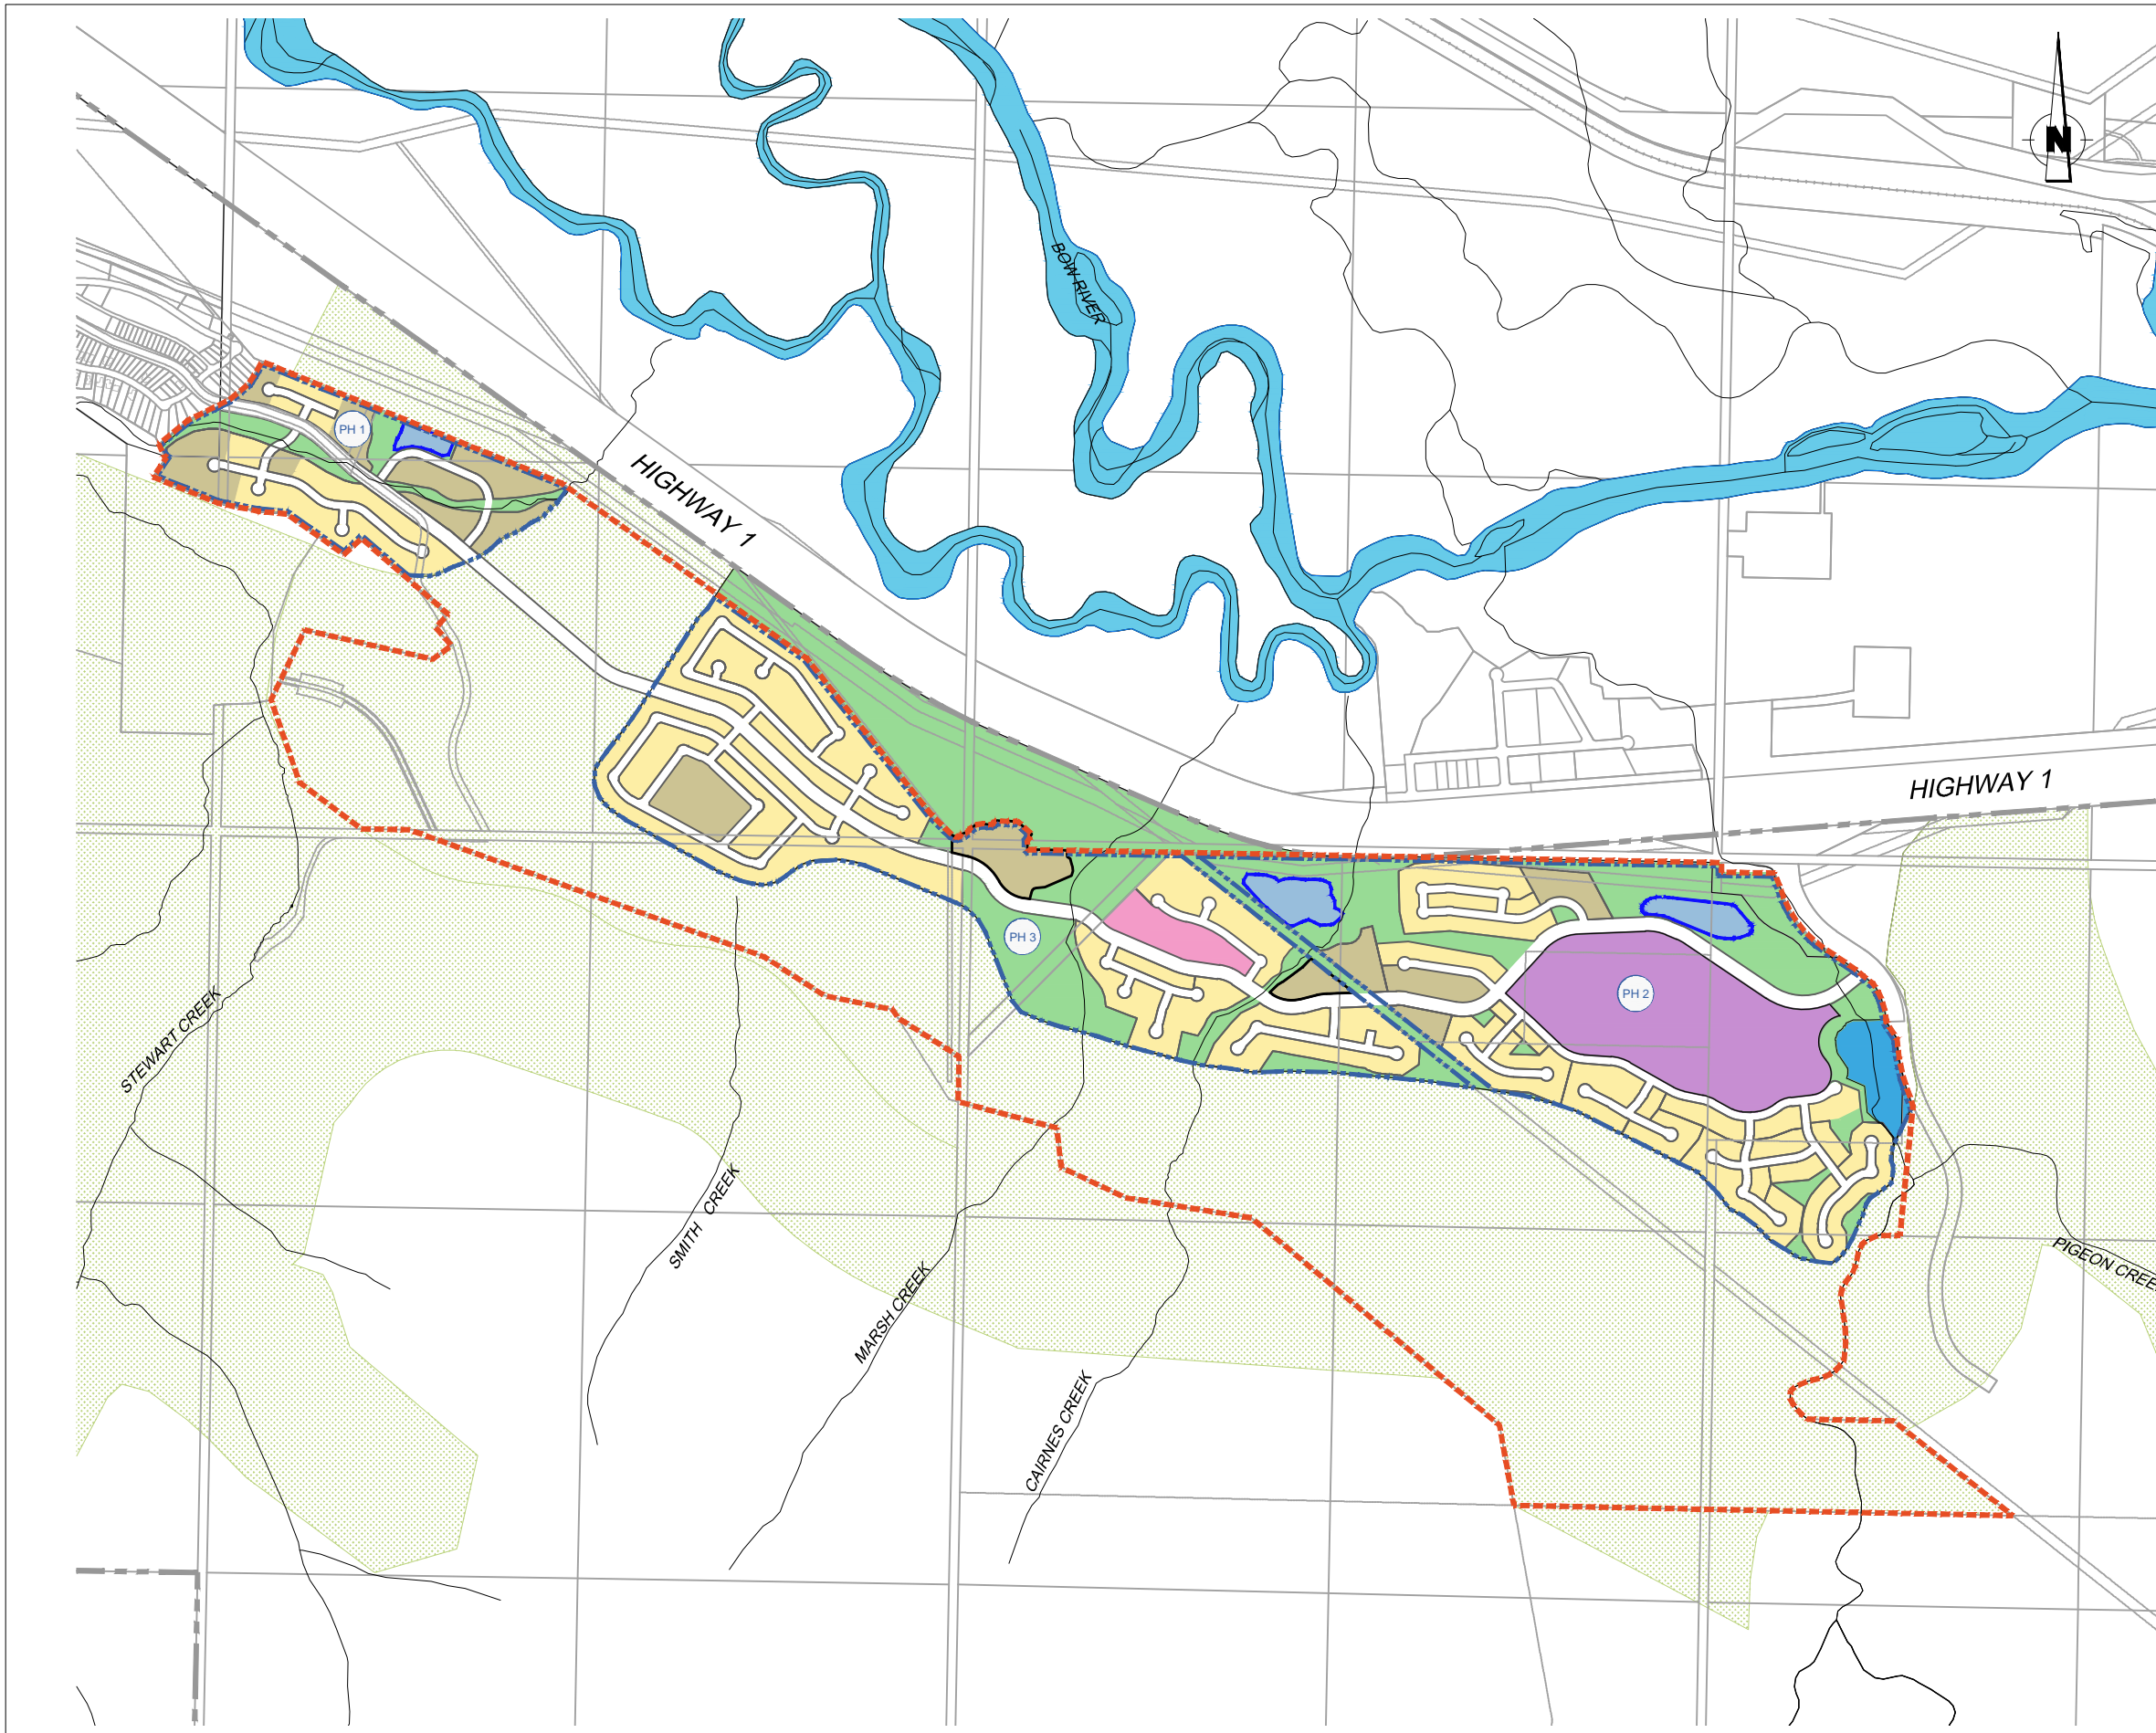 N
BOW RIVER
PH 1
HIGHWAY 1
HIGHWAY 1
PH 3
PH 2
STEWART CREEK
SMITH CREEK
MARSH CREEK
CAIRNES CREEK
PIGEON CREE